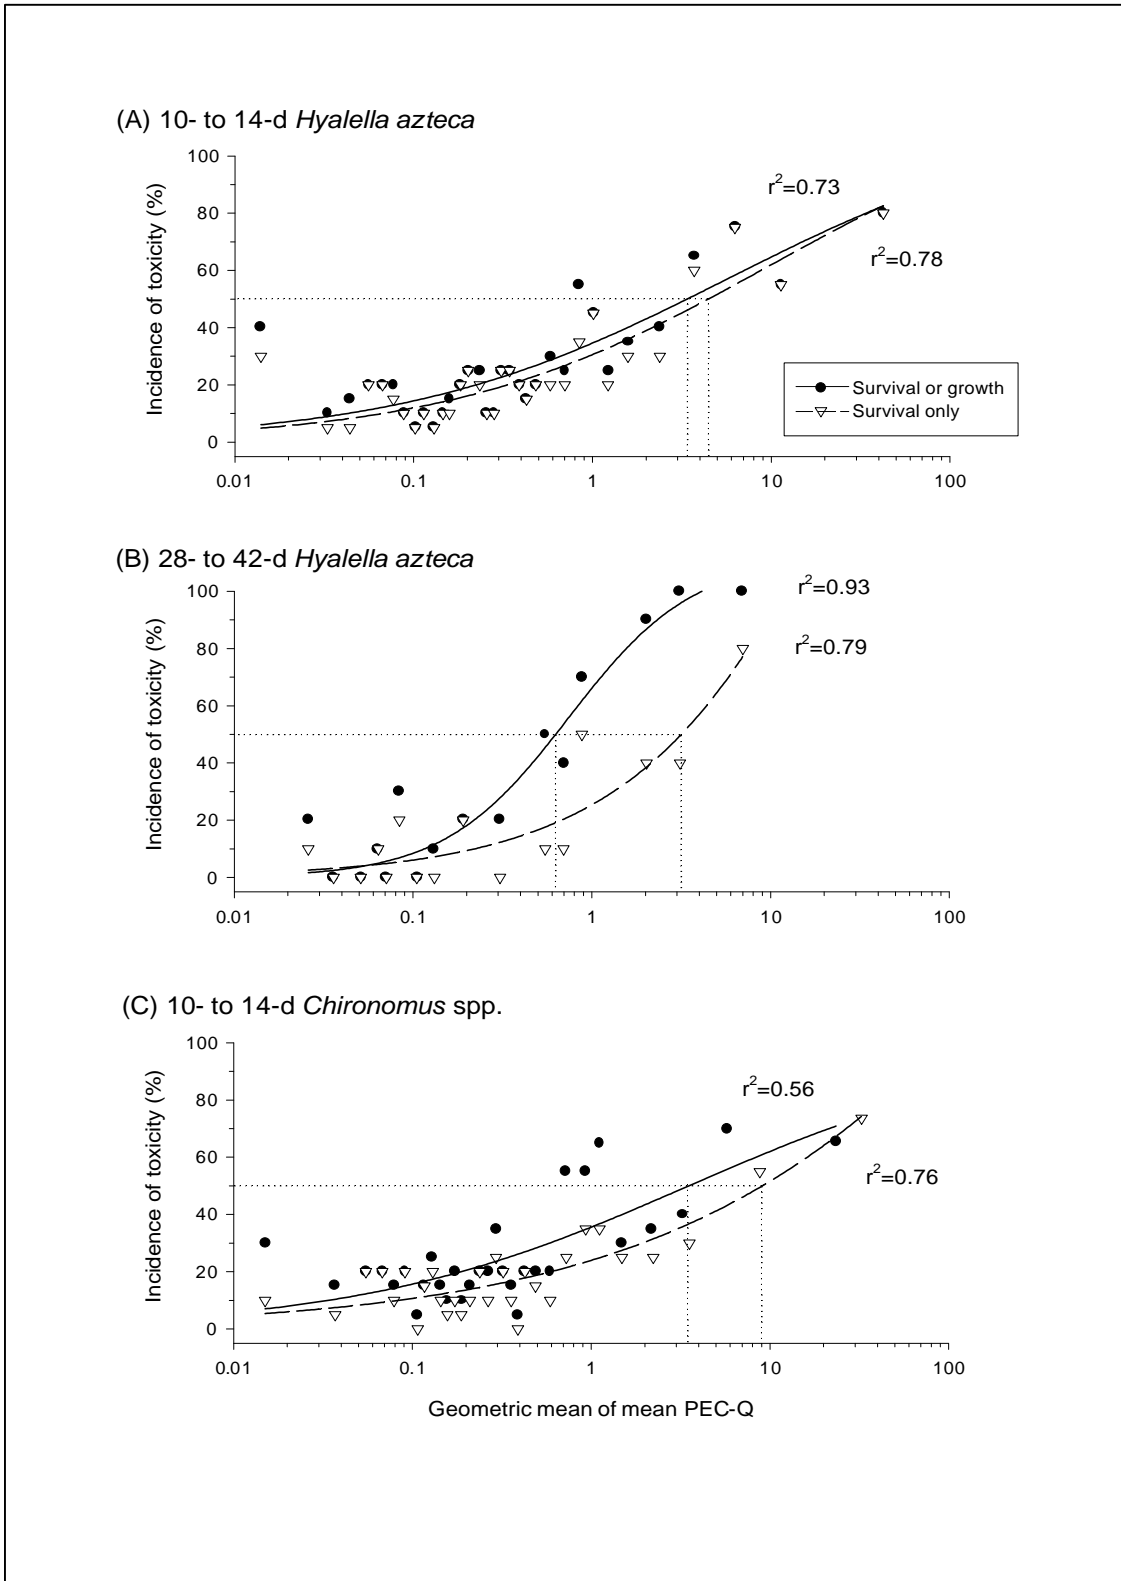 (A) 10- to 14-d Hyalella azteca
Incidence of toxicity (%)
100
80
60
40
20
0
0.01
0.1
1
10
100
r²=0.73
r²=0.78
Survival or growth
Survival only
(B) 28- to 42-d Hyalella azteca
Incidence of toxicity (%)
100
80
60
40
20
0
0.01
0.1
1
10
100
r²=0.93
r²=0.79
(C) 10- to 14-d Chironomus spp.
Incidence of toxicity (%)
100
80
60
40
20
0
0.01
0.1
1
10
100
r²=0.56
r²=0.76
Geometric mean of mean PEC-Q